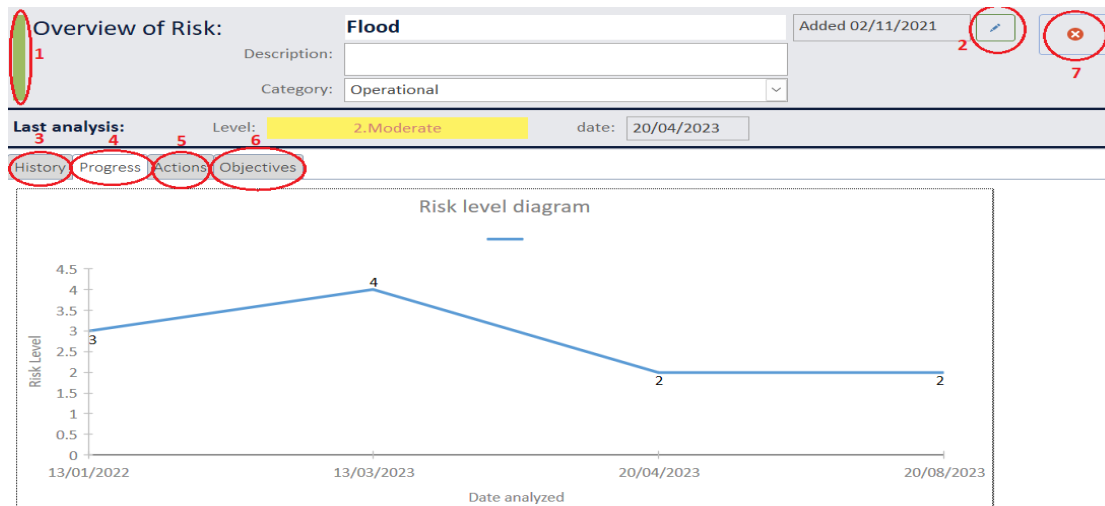 Overview of Risk: Flood Added 02/11/2021
1 2 7
Description:
Category: Operational
Last analysis: Level: 2.Moderate date: 20/04/2023
3 4 5 6
History Progress Actions Objectives
Risk level diagram
4.5
4
3.5
3
2.5
2
1.5
1
0.5
0
Risk Level
3 4 2 2
13/01/2022 13/03/2023 20/04/2023 20/08/2023
Date analyzed